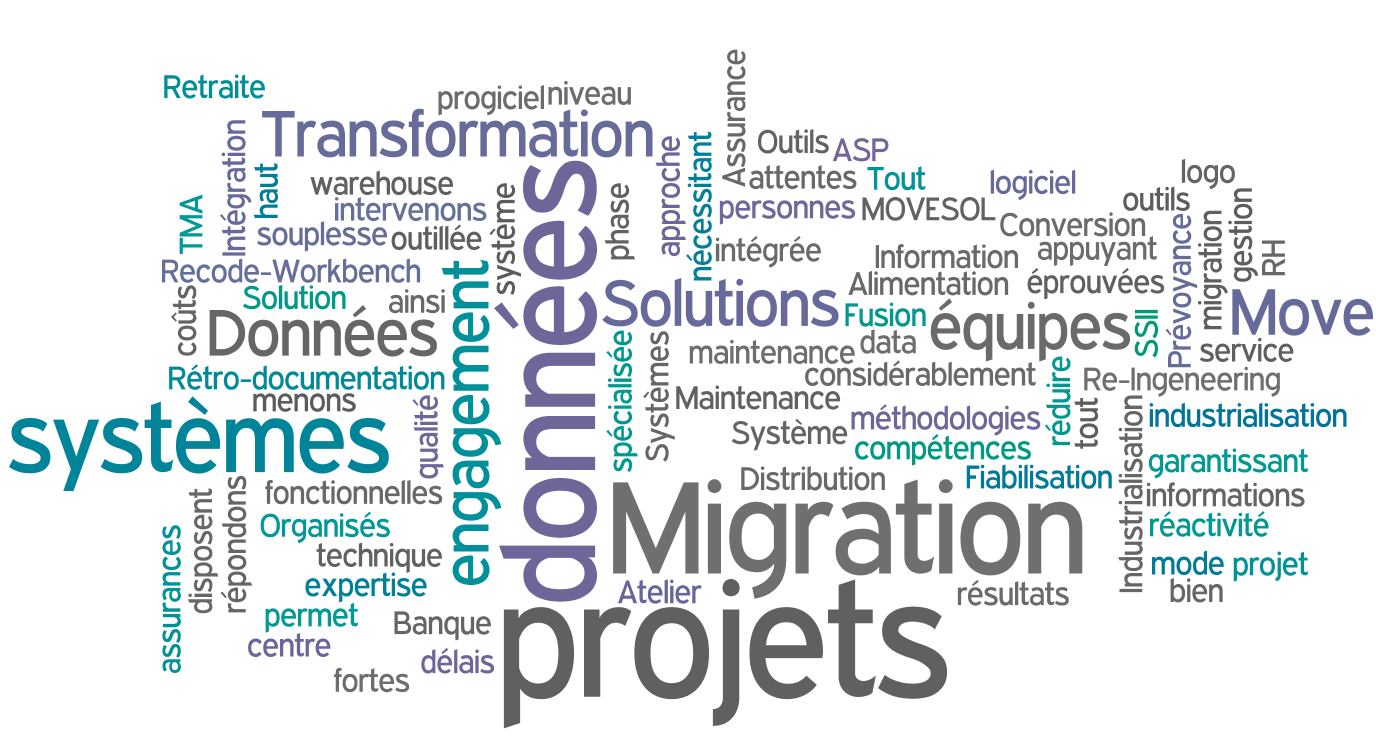 Retraite
progiciel
niveau
Transformation
Assurance
Outils
ASP
Intégration
haut
warehouse
système
phase
approche
nécessitant
attentes
Tout
logiciel
logo
outils
TMA
intervenons
personnes
MOVESOL
Conversion
souplesse
outillée
données
intégrée
Information
appuyant
Prévoyance
migration
gestion
RH
Recode-Workbench
engagement
Alimentation
éprouvées
coûts
Solution
ainsi
Solutions
Fusion
équipes
SSII
Move
Données
spécialisée
Systèmes
maintenance
data
service
Rétro-documentation
considérablement
réduire
Re-Ingeneering
menons
qualité
Maintenance
tout
systèmes
méthodologies
Industrialisation
industrialisation
Système
compétences
garantissant
Distribution
Fiabilisation
disposent
répondons
fonctionnelles
Migration
informations
assurances
Organisés
réactivité
technique
mode
projet
expertise
Atelier
résultats
bien
permet
Banque
projets
centre
délais
fortes